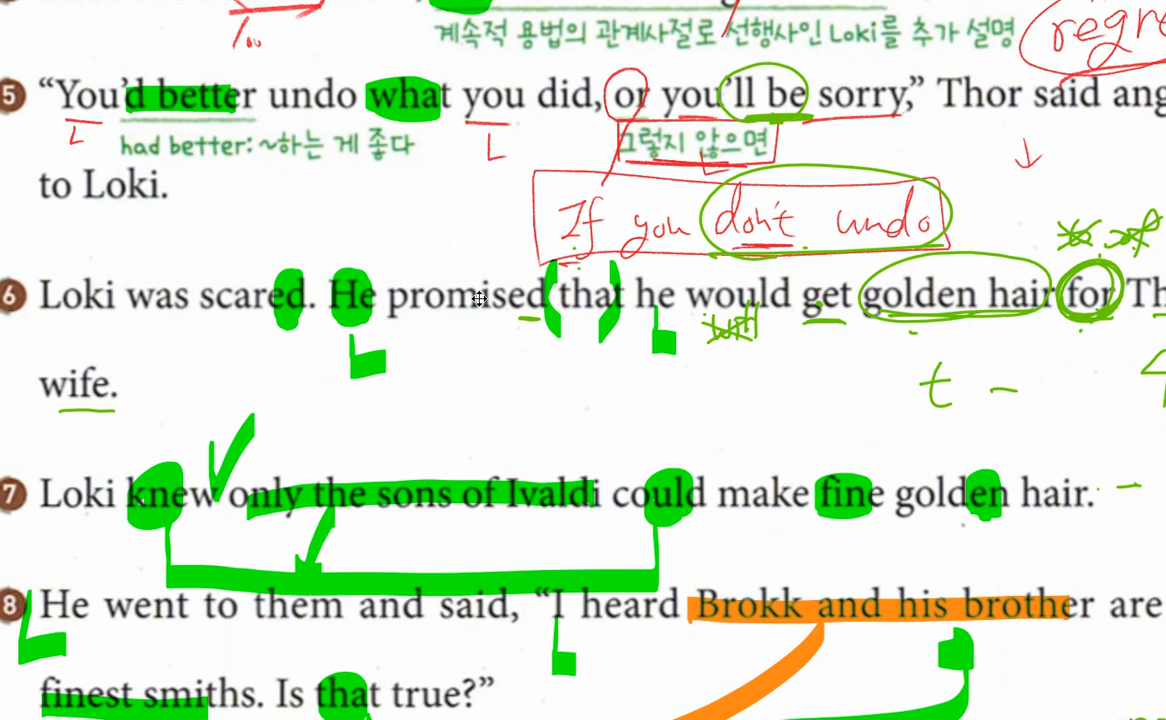 계속적 용법의 관계사절로 선행사인 Loki를 추가 설명
5 “You’d better undo what you did, or you’ll be sorry,” Thor said ang
L
L
had better: ~하는 게 좋다
그렇지 않으면
to Loki.
If you don't undo
6 Loki was scared. He promised that he would get golden hair for Th
will
t -
wife.
7 Loki knew only the sons of Ivaldi could make fine golden hair.
8 He went to them and said, “I heard Brokk and his brother are
finest smiths. Is that true?”